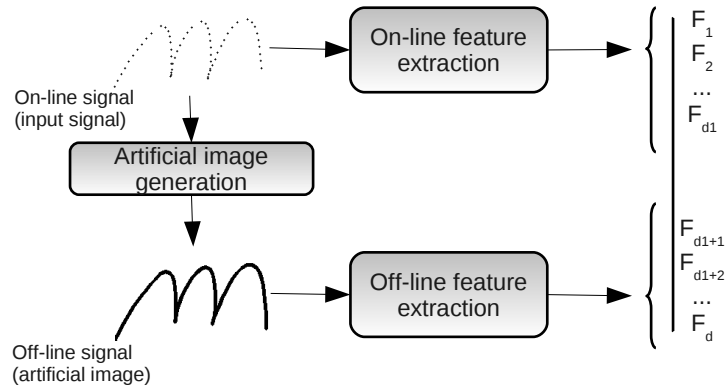 On-line signal
(input signal)
On-line feature
extraction
F1
F2
...
Fd1
Artificial image
generation
Off-line signal
(artificial image)
Off-line feature
extraction
Fd1+1
Fd1+2
...
Fd